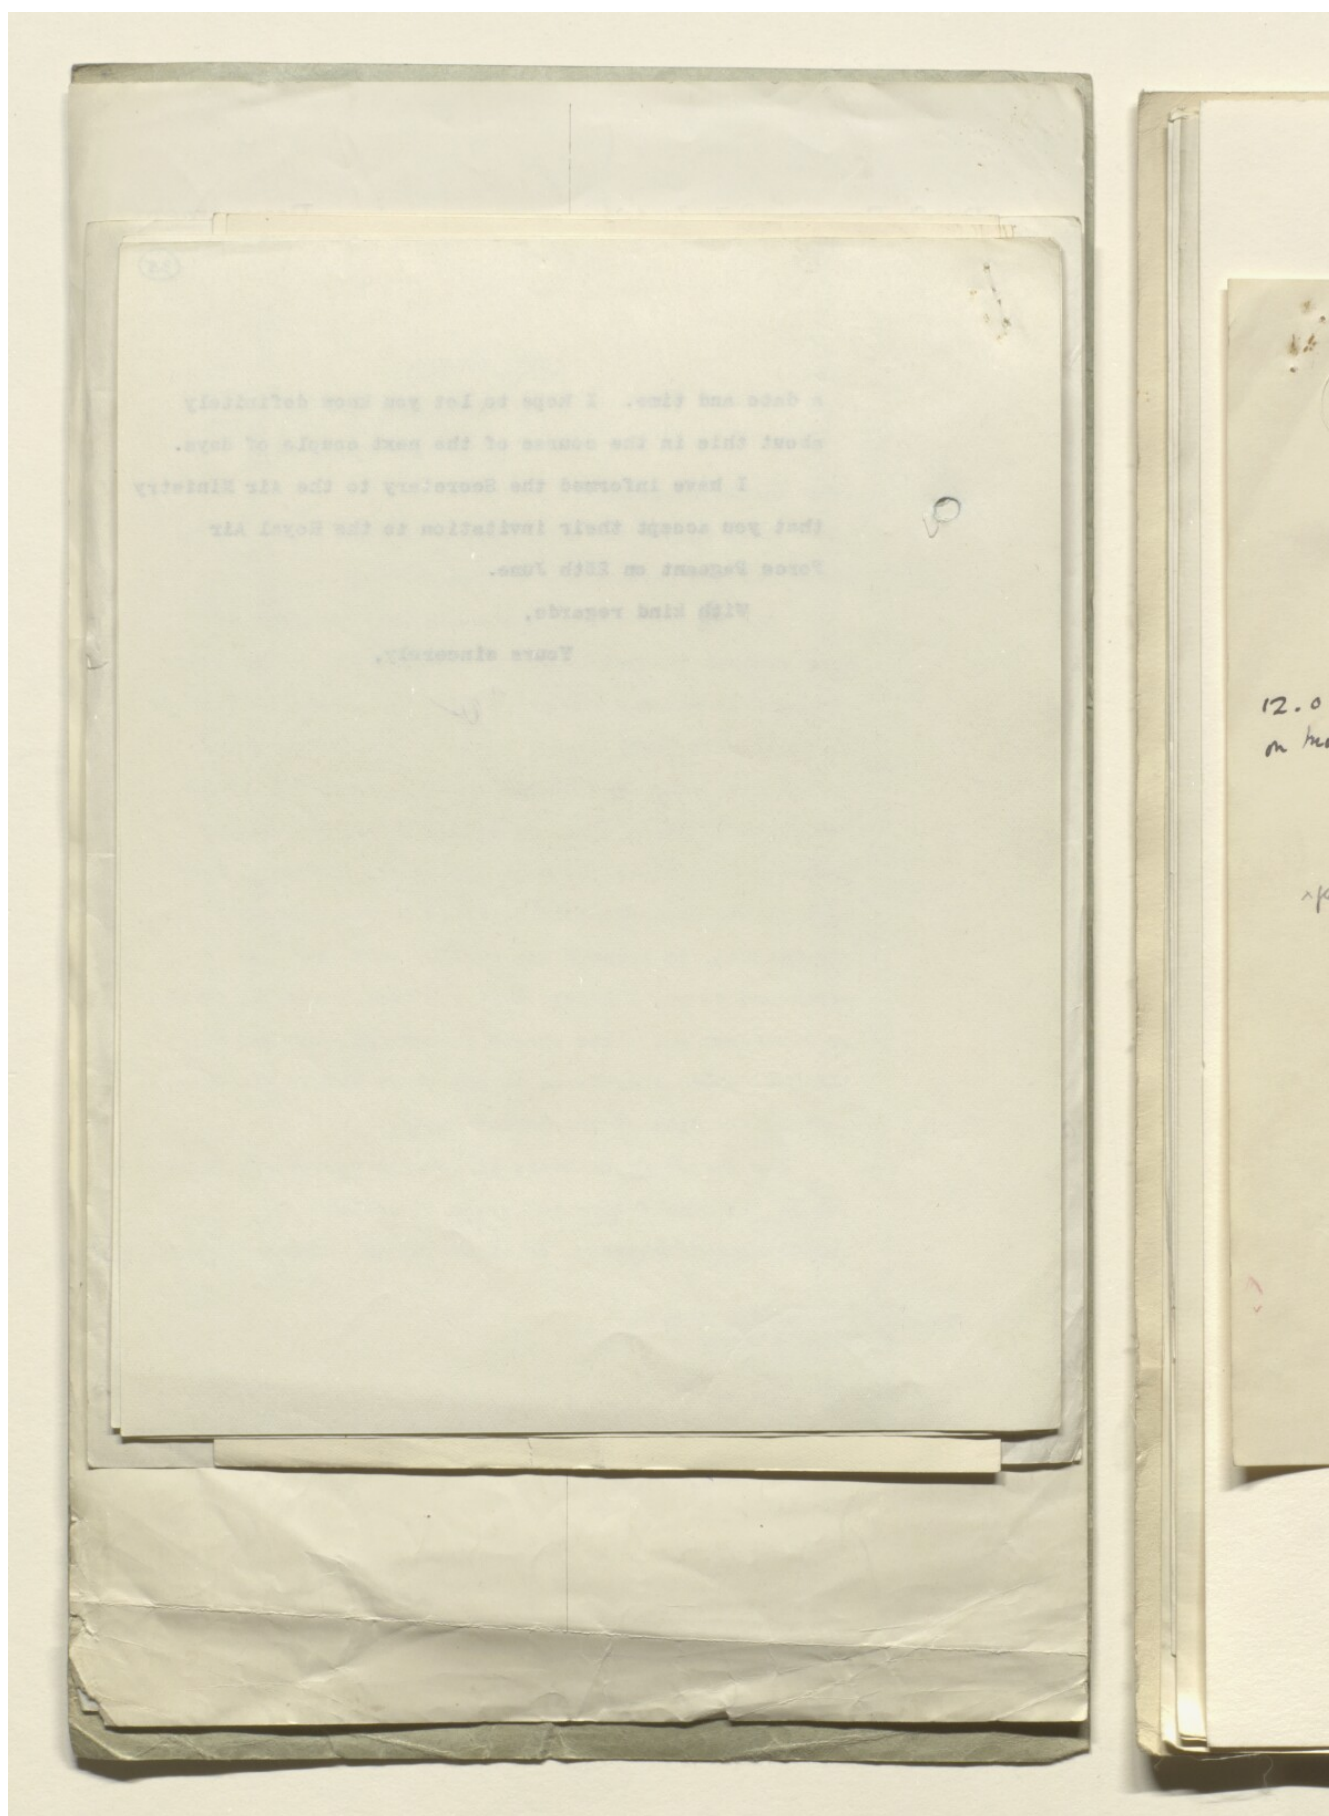 a date and time. I hope to let you know definitely
about this in the course of the next couple of days.
I have informed the Secretary to the Air Ministry
that you accept their invitation to the Royal Air
Force Pageant on 28th June.
With kind regards,
Yours sincerely,
12.0
on